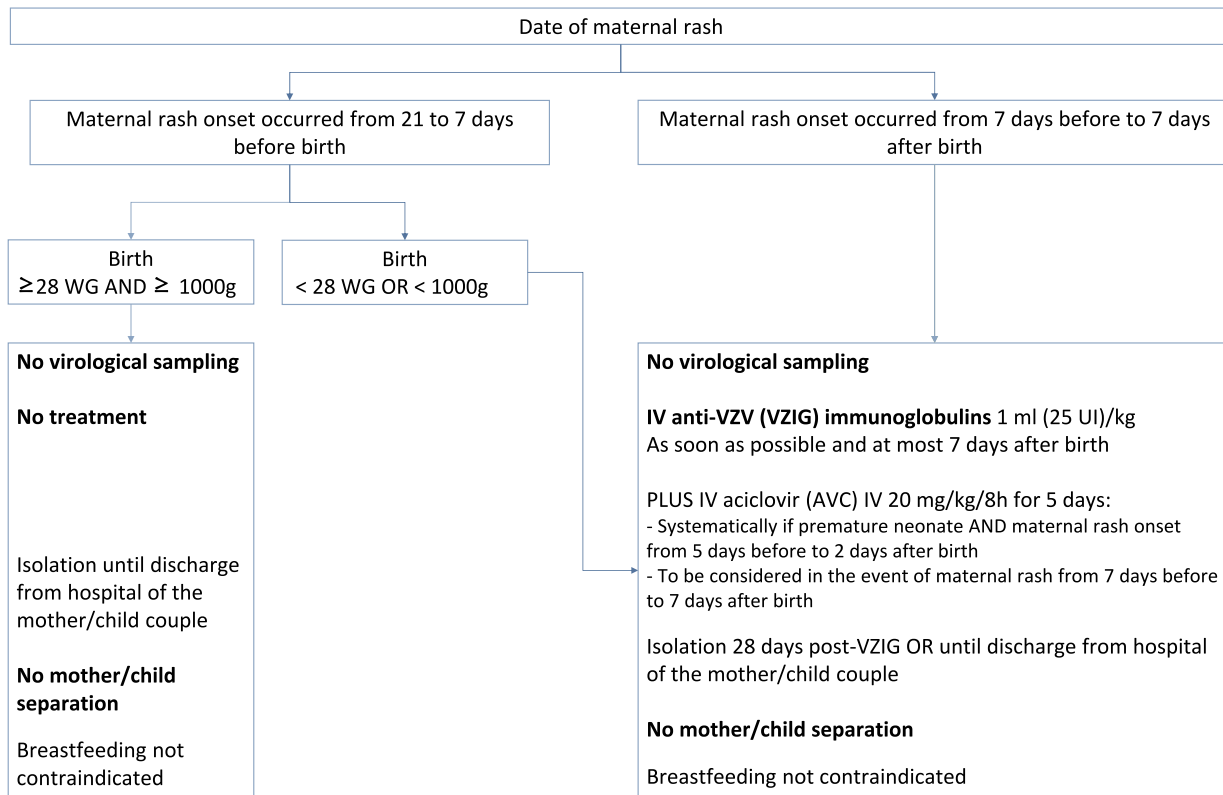 Date of maternal rash
Maternal rash onset occurred from 21 to 7 days
before birth
Maternal rash onset occurred from 7 days before to 7 days
after birth
Birth
≥28 WG AND ≥ 1000g
Birth
< 28 WG OR < 1000g
No virological sampling
No treatment
Isolation until discharge
from hospital of the
mother/child couple
No mother/child
separation
Breastfeeding not
contraindicated
No virological sampling
IV anti-VZV (VZIG) immunoglobulins 1 ml (25 UI)/kg
As soon as possible and at most 7 days after birth
PLUS IV aciclovir (AVC) IV 20 mg/kg/8h for 5 days:
- Systematically if premature neonate AND maternal rash onset
from 5 days before to 2 days after birth
- To be considered in the event of maternal rash from 7 days before
to 7 days after birth
Isolation 28 days post-VZIG OR until discharge from hospital
of the mother/child couple
No mother/child separation
Breastfeeding not contraindicated